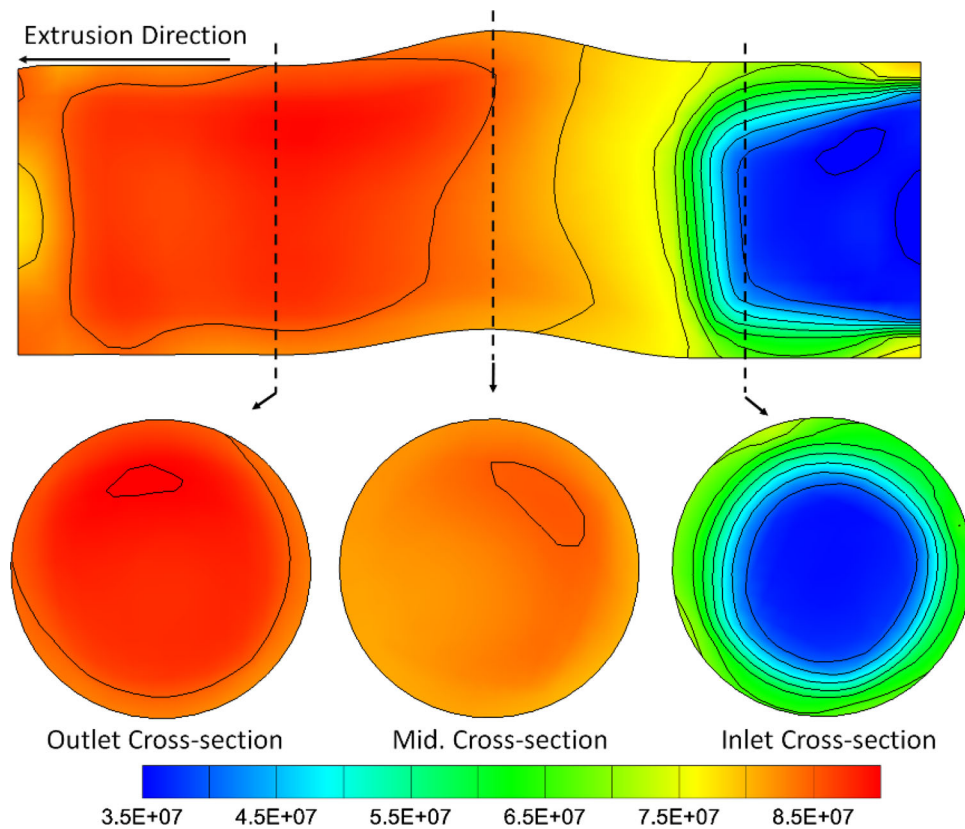 Extrusion Direction
Outlet Cross-section
Mid. Cross-section
Inlet Cross-section
3.5E+07 4.5E+07 5.5E+07 6.5E+07 7.5E+07 8.5E+07